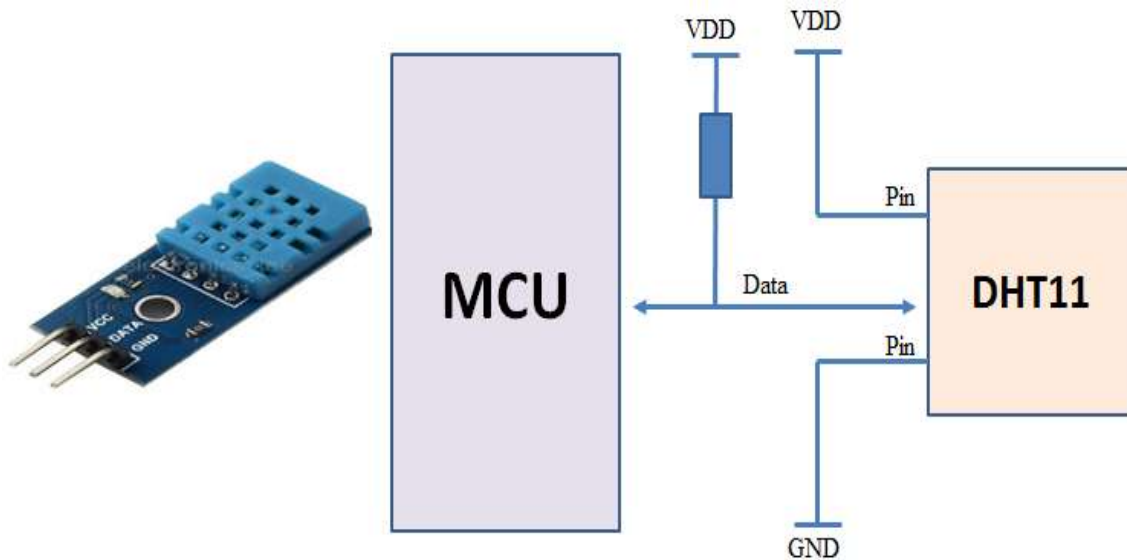 VDD
VDD
Pin
MCU
Data
DHT11
Pin
GND
VCC
DATA
GND